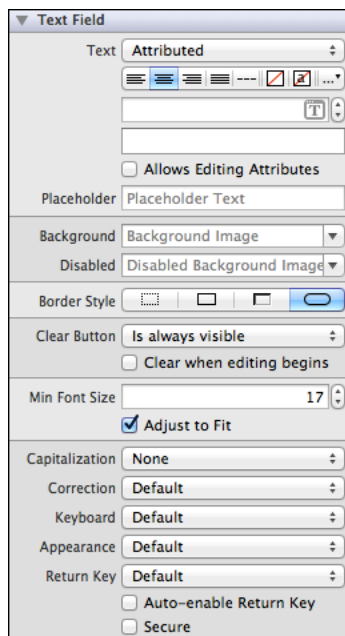 Text Field
Text Attributed
--- a ...
T
Allows Editing Attributes
Placeholder Placeholder Text
Background Background Image
Disabled Disabled Background Image
Border Style
Clear Button Is always visible
Clear when editing begins
Min Font Size 17
Adjust to Fit
Capitalization None
Correction Default
Keyboard Default
Appearance Default
Return Key Default
Auto-enable Return Key
Secure